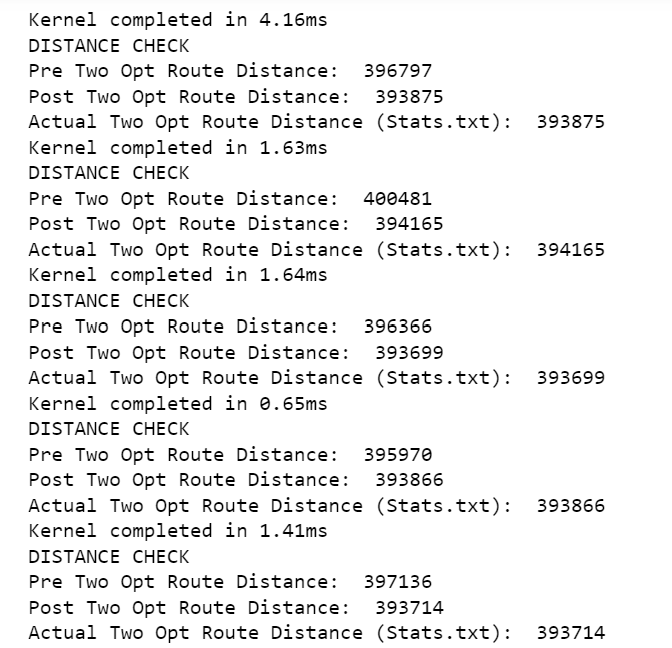 Kernel completed in 4.16ms
DISTANCE CHECK
Pre Two Opt Route Distance:  396797
Post Two Opt Route Distance:  393875
Actual Two Opt Route Distance (Stats.txt):  393875
Kernel completed in 1.63ms
DISTANCE CHECK
Pre Two Opt Route Distance:  400481
Post Two Opt Route Distance:  394165
Actual Two Opt Route Distance (Stats.txt):  394165
Kernel completed in 1.64ms
DISTANCE CHECK
Pre Two Opt Route Distance:  396366
Post Two Opt Route Distance:  393699
Actual Two Opt Route Distance (Stats.txt):  393699
Kernel completed in 0.65ms
DISTANCE CHECK
Pre Two Opt Route Distance:  395970
Post Two Opt Route Distance:  393866
Actual Two Opt Route Distance (Stats.txt):  393866
Kernel completed in 1.41ms
DISTANCE CHECK
Pre Two Opt Route Distance:  397136
Post Two Opt Route Distance:  393714
Actual Two Opt Route Distance (Stats.txt):  393714